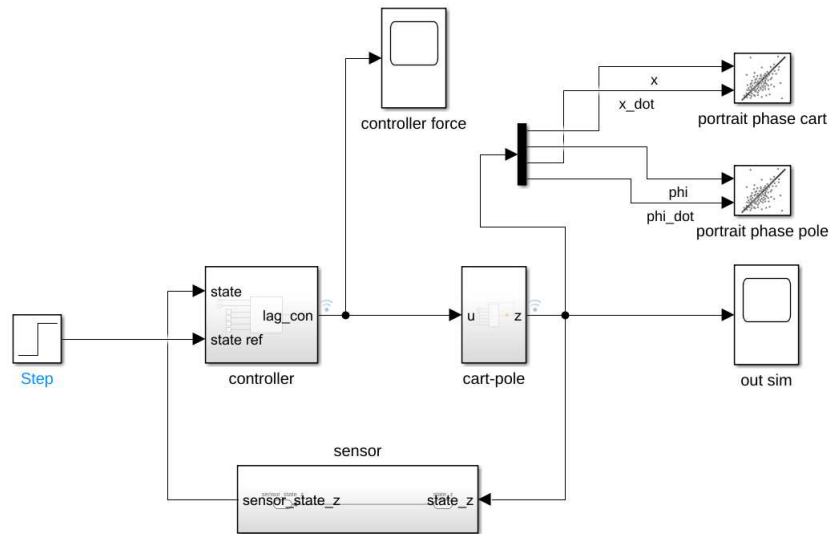 controller force
x
x_dot
portrait phase cart
phi
phi_dot
portrait phase pole
state
lag_con
state ref
controller
u
z
cart-pole
out sim
Step
sensor
sensor_state_z
state_z